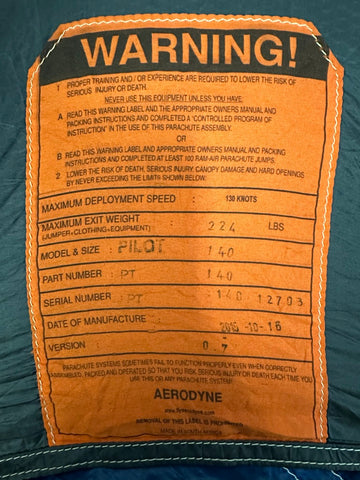 WARNING!
1 PROPER TRAINING AND / OR EXPERIENCE ARE REQUIRED TO LOWER THE RISK OF
SERIOUS INJURY OR DEATH.
NEVER USE THIS EQUIPMENT UNLESS YOU HAVE:
A READ THIS WARNING LABEL AND THE APPROPRIATE OWNERS MANUAL AND
PACKING INSTRUCTIONS AND COMPLETED A "CONTROLLED PROGRAM OF
INSTRUCTION" IN THE USE OF THIS PARACHUTE ASSEMBLY.
OR
B READ THIS WARNING LABEL AND APPROPRIATE OWNERS MANUAL AND PACKING
INSTRUCTIONS AND COMPLETED AT LEAST 100 RAM-AIR PARACHUTE JUMPS.
2 LOWER THE RISK OF DEATH, SERIOUS INJURY, CANOPY DAMAGE AND HARD OPENINGS
BY NEVER EXCEEDING THE LIMITS SHOWN BELOW:
MAXIMUM DEPLOYMENT SPEED : 130 KNOTS
MAXIMUM EXIT WEIGHT : 224 LBS
(JUMPER+CLOTHING+EQUIPMENT)
MODEL & SIZE : PILOT 140
PART NUMBER : PT 140
SERIAL NUMBER : PT 140 12703
DATE OF MANUFACTURE : 2015-10-16
VERSION : 0.7
PARACHUTE SYSTEMS SOMETIMES FAIL TO FUNCTION PROPERLY EVEN WHEN CORRECTLY
ASSEMBLED, PACKED AND OPERATED SO THAT YOU RISK SERIOUS INJURY OR DEATH EACH TIME YOU
USE THIS OR ANY PARACHUTE SYSTEM.
AERODYNE
www.flyaerodyne.com
REMOVAL OF THIS LABEL IS PROHIBITED
MADE IN SOUTH AFRICA